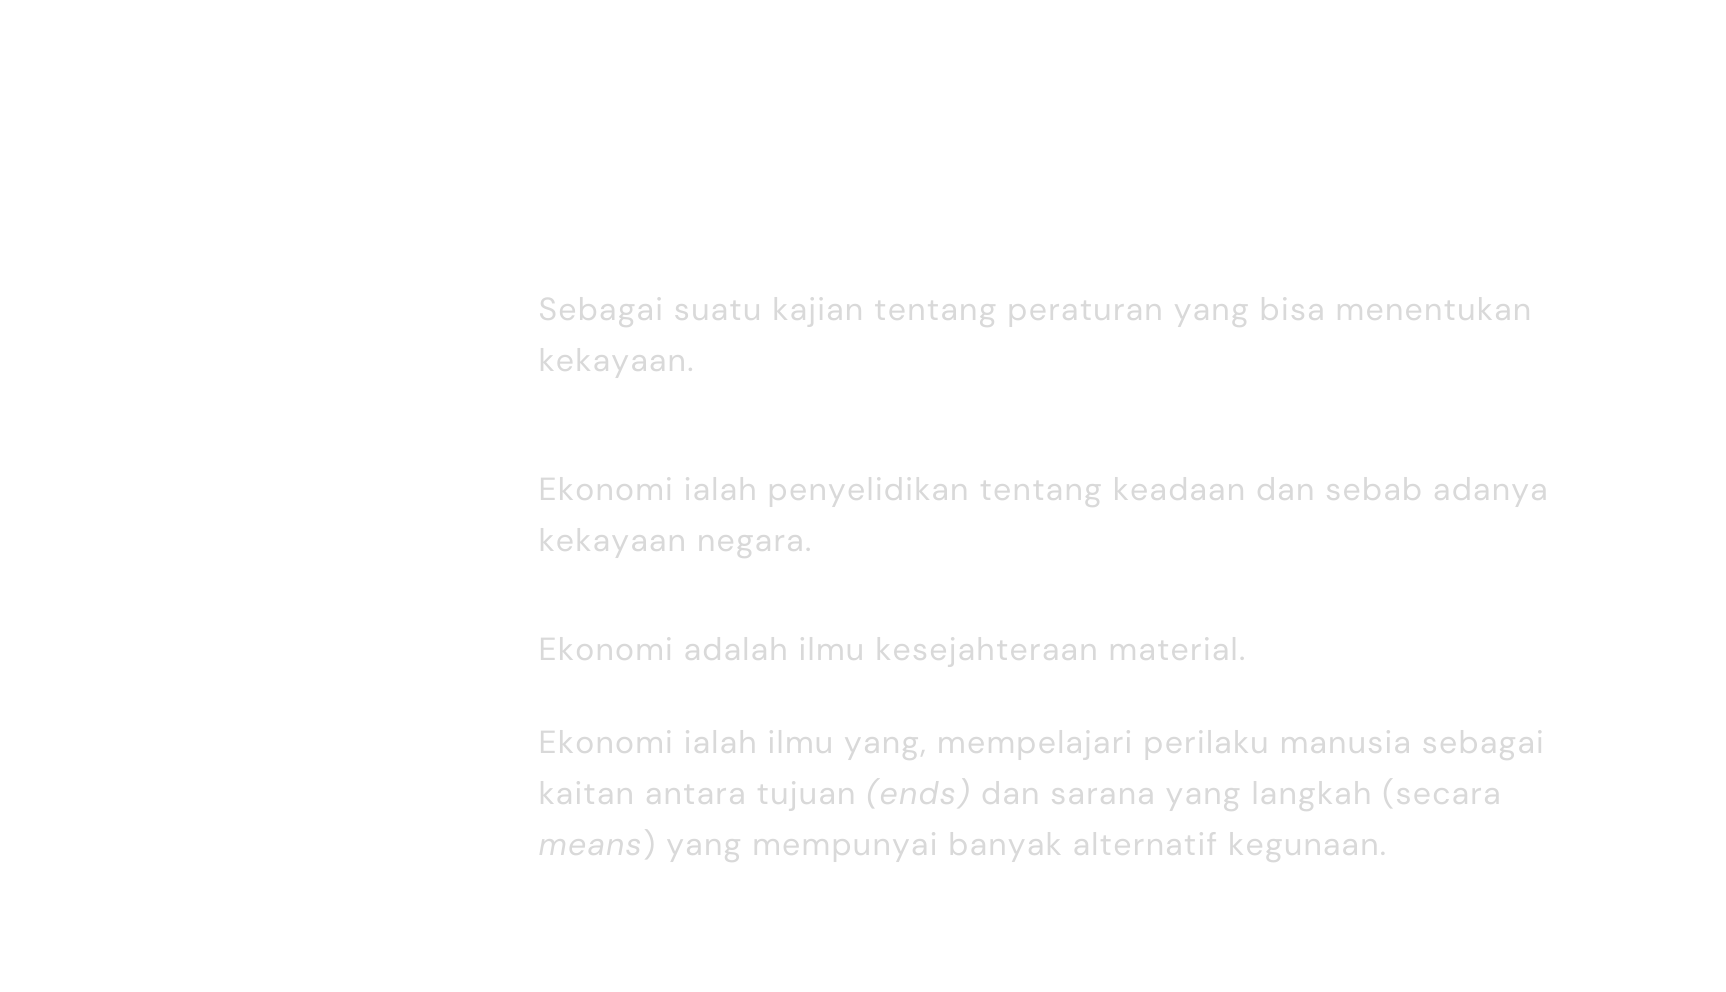 Sebagai suatu kajian tentang peraturan yang bisa menentukan
kekayaan.
Ekonomi ialah penyelidikan tentang keadaan dan sebab adanya
kekayaan negara.
Ekonomi adalah ilmu kesejahteraan material.
Ekonomi ialah ilmu yang, mempelajari perilaku manusia sebagai
kaitan antara tujuan (ends) dan sarana yang langkah (secara
means) yang mempunyai banyak alternatif kegunaan.